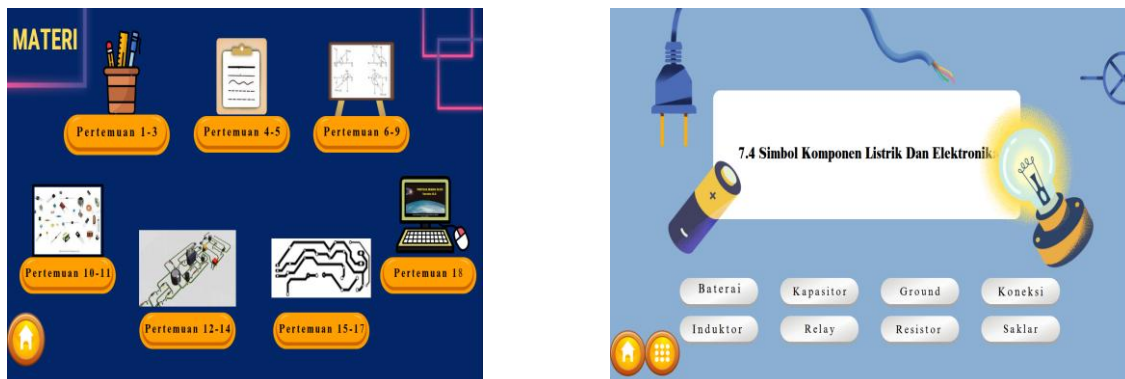 MATERI
Pertemuan 1-3
Pertemuan 4-5
Pertemuan 6-9
Pertemuan 10-11
Pertemuan 12-14
Pertemuan 15-17
Pertemuan 18
7.4 Simbol Komponen Listrik Dan Elektronika
Baterai
Kapasitor
Ground
Koneksi
Induktor
Relay
Resistor
Saklar